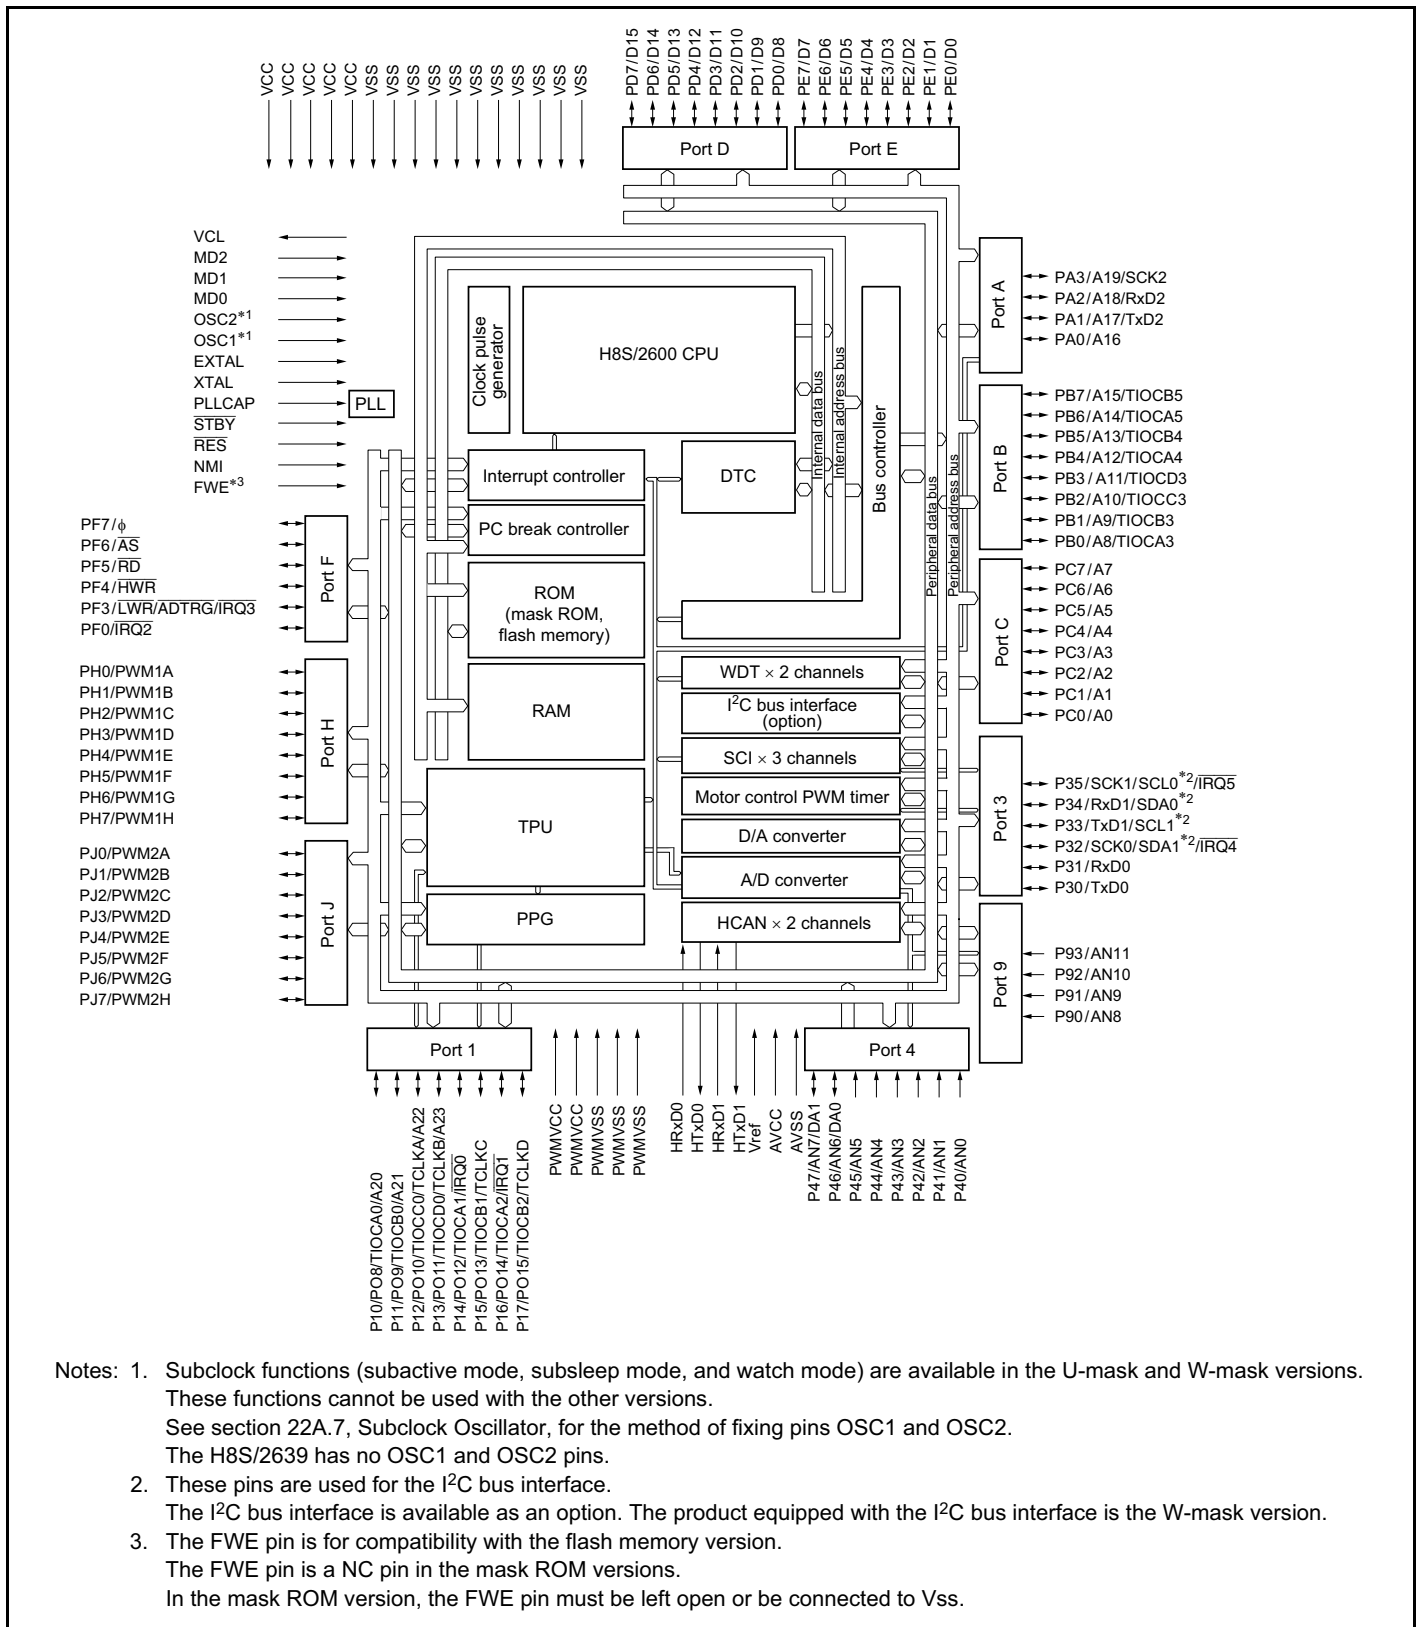 VCC
VCC
VCC
VCC
VCC
VSS
VSS
VSS
VSS
VSS
VSS
VSS
VSS
VSS
VSS
VSS
PD7/D15
PD6/D14
PD5/D13
PD4/D12
PD3/D11
PD2/D10
PD1/D9
PD0/D8
PE7/D7
PE6/D6
PE5/D5
PE4/D4
PE3/D3
PE2/D2
PE1/D1
PE0/D0
Port D
Port E
VCL
MD2
MD1
MD0
OSC2*1
OSC1*1
EXTAL
XTAL
PLLCAP
STBY
RES
NMI
FWE*3
PLL
Clock pulse
generator
H8S/2600 CPU
Interrupt controller
PC break controller
ROM
(mask ROM,
flash memory)
RAM
TPU
PPG
DTC
Internal data bus
Internal address bus
Bus controller
Peripheral data bus
Peripheral address bus
WDT × 2 channels
I2C bus interface
(option)
SCI × 3 channels
Motor control PWM timer
D/A converter
A/D converter
HCAN × 2 channels
Port A
PA3/A19/SCK2
PA2/A18/RxD2
PA1/A17/TxD2
PA0/A16
Port B
PB7/A15/TIOCB5
PB6/A14/TIOCA5
PB5/A13/TIOCB4
PB4/A12/TIOCA4
PB3/A11/TIOCD3
PB2/A10/TIOCC3
PB1/A9/TIOCB3
PB0/A8/TIOCA3
Port C
PC7/A7
PC6/A6
PC5/A5
PC4/A4
PC3/A3
PC2/A2
PC1/A1
PC0/A0
Port 3
P35/SCK1/SCL0*2/IRQ5
P34/RxD1/SDA0*2
P33/TxD1/SCL1*2
P32/SCK0/SDA1*2/IRQ4
P31/RxD0
P30/TxD0
Port 9
P93/AN11
P92/AN10
P91/AN9
P90/AN8
PF7/ϕ
PF6/AS
PF5/RD
PF4/HWR
PF3/LWR/ADTRG/IRQ3
PF0/IRQ2
Port F
PH0/PWM1A
PH1/PWM1B
PH2/PWM1C
PH3/PWM1D
PH4/PWM1E
PH5/PWM1F
PH6/PWM1G
PH7/PWM1H
Port H
PJ0/PWM2A
PJ1/PWM2B
PJ2/PWM2C
PJ3/PWM2D
PJ4/PWM2E
PJ5/PWM2F
PJ6/PWM2G
PJ7/PWM2H
Port J
Port 1
Port 4
P10/PO8/TIOCA0/A20
P11/PO9/TIOCB0/A21
P12/PO10/TIOCC0/TCLKA/A22
P13/PO11/TIOCD0/TCLKB/A23
P14/PO12/TIOCA1/IRQ0
P15/PO13/TIOCB1/TCLKC
P16/PO14/TIOCA2/IRQ1
P17/PO15/TIOCB2/TCLKD
PWMVCC
PWMVCC
PWMVSS
PWMVSS
PWMVSS
HRxD0
HTxD0
HRxD1
HTxD1
Vref
AVCC
AVSS
P47/AN7/DA1
P46/AN6/DA0
P45/AN5
P44/AN4
P43/AN3
P42/AN2
P41/AN1
P40/AN0
Notes: 1. Subclock functions (subactive mode, subsleep mode, and watch mode) are available in the U-mask and W-mask versions.
These functions cannot be used with the other versions.
See section 22A.7, Subclock Oscillator, for the method of fixing pins OSC1 and OSC2.
The H8S/2639 has no OSC1 and OSC2 pins.
2. These pins are used for the I2C bus interface.
The I2C bus interface is available as an option. The product equipped with the I2C bus interface is the W-mask version.
3. The FWE pin is for compatibility with the flash memory version.
The FWE pin is a NC pin in the mask ROM versions.
In the mask ROM version, the FWE pin must be left open or be connected to Vss.